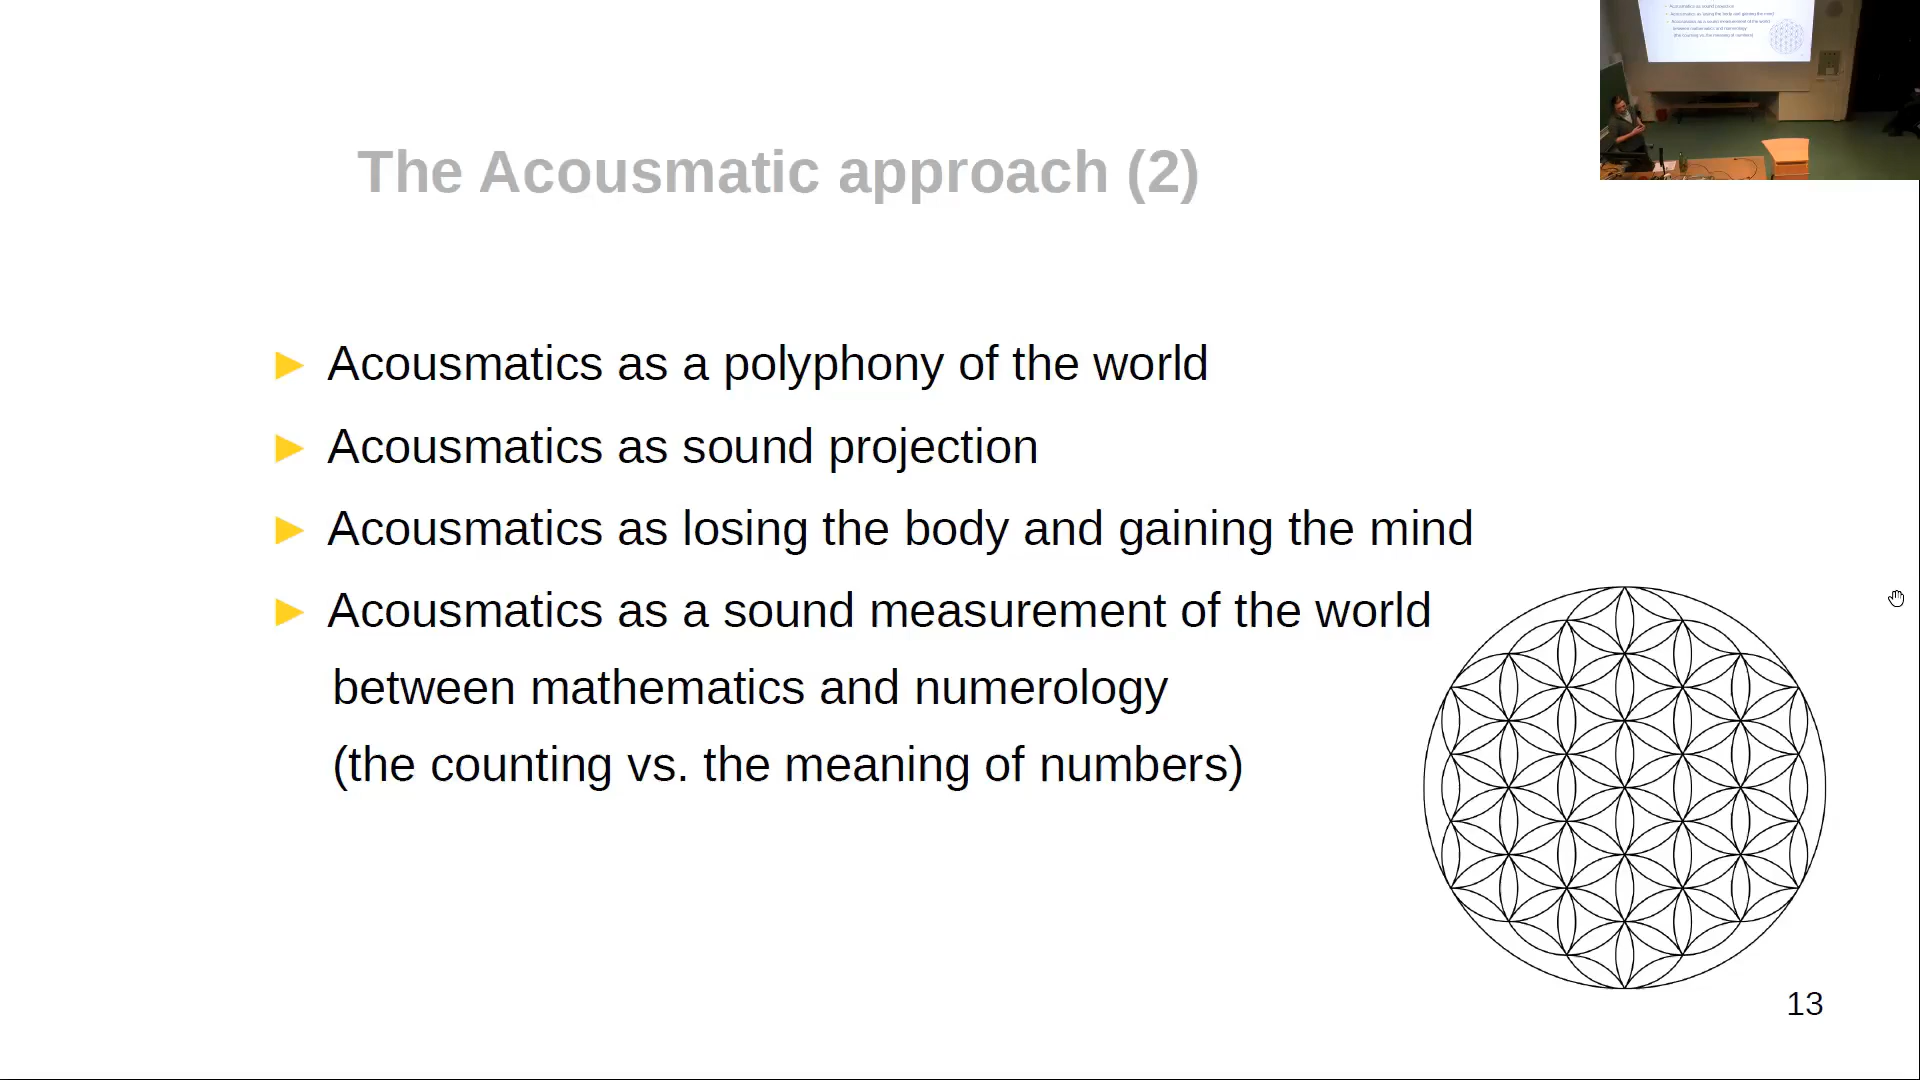 The Acousmatic approach (2)
Acousmatics as a polyphony of the world
Acousmatics as sound projection
Acousmatics as losing the body and gaining the mind
Acousmatics as a sound measurement of the world
between mathematics and numerology
(the counting vs. the meaning of numbers)
13